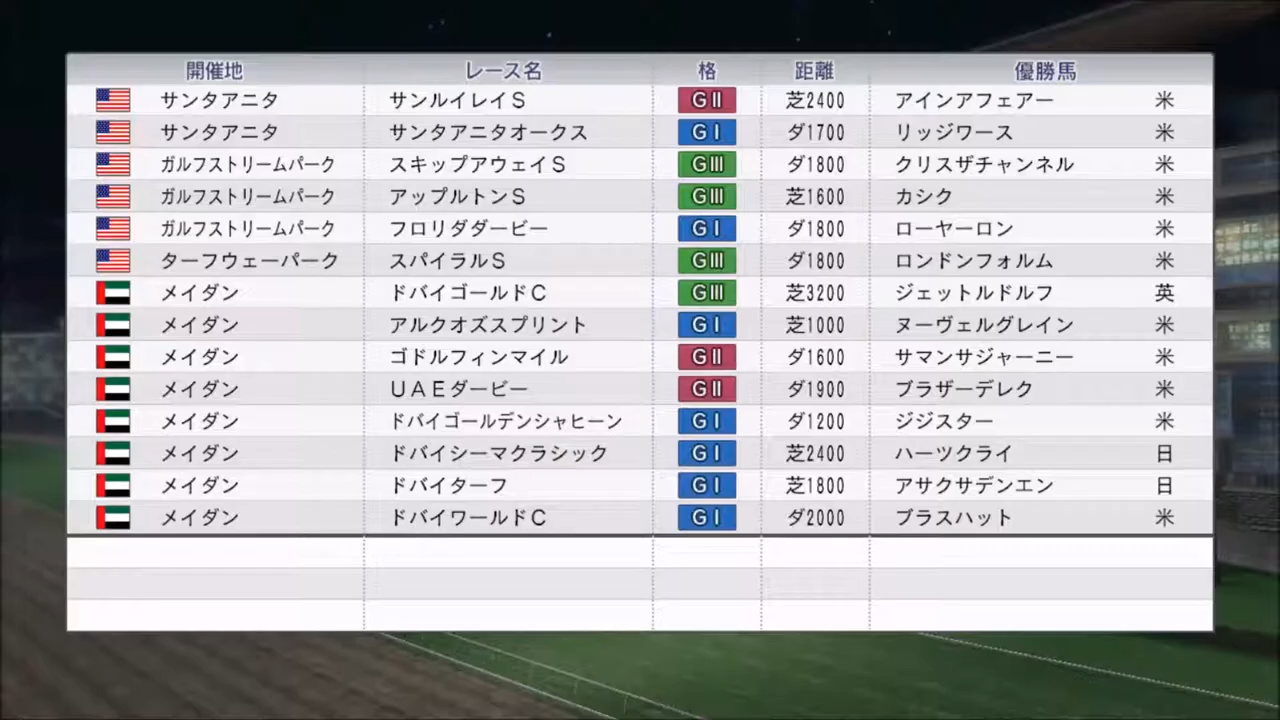 開催地 レース名 格 距離 優勝馬
サンタアニタ サンルイレイS GⅡ 芝2400 アインアフェアー 米
サンタアニタ サンタアニタオークス GⅠ ダ1700 リッジワース 米
ガルフストリームパーク スキップアウェイS GⅢ ダ1800 クリスザチャンネル 米
ガルフストリームパーク アップルトンS GⅢ 芝1600 カシク 米
ガルフストリームパーク フロリダダービー GⅠ ダ1800 ローヤーロン 米
ターフウェーパーク スパイラルS GⅢ ダ1800 ロンドンフォルム 米
メイダン ドバイゴールドC GⅢ 芝3200 ジェットルドルフ 英
メイダン アルクオズスプリント GⅠ 芝1000 ヌーヴェルグレイン 米
メイダン ゴドルフィンマイル GⅡ ダ1600 サマンサジャーニー 米
メイダン UAEダービー GⅡ ダ1900 ブラザーデレク 米
メイダン ドバイゴールデンシャヒーン GⅠ ダ1200 ジジスター 米
メイダン ドバイシーマクラシック GⅠ 芝2400 ハーツクライ 日
メイダン ドバイターフ GⅠ 芝1800 アサクサデンエン 日
メイダン ドバイワールドC GⅠ ダ2000 ブラスハット 米